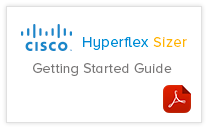 CISCO Hyperflex Sizer
Getting Started Guide